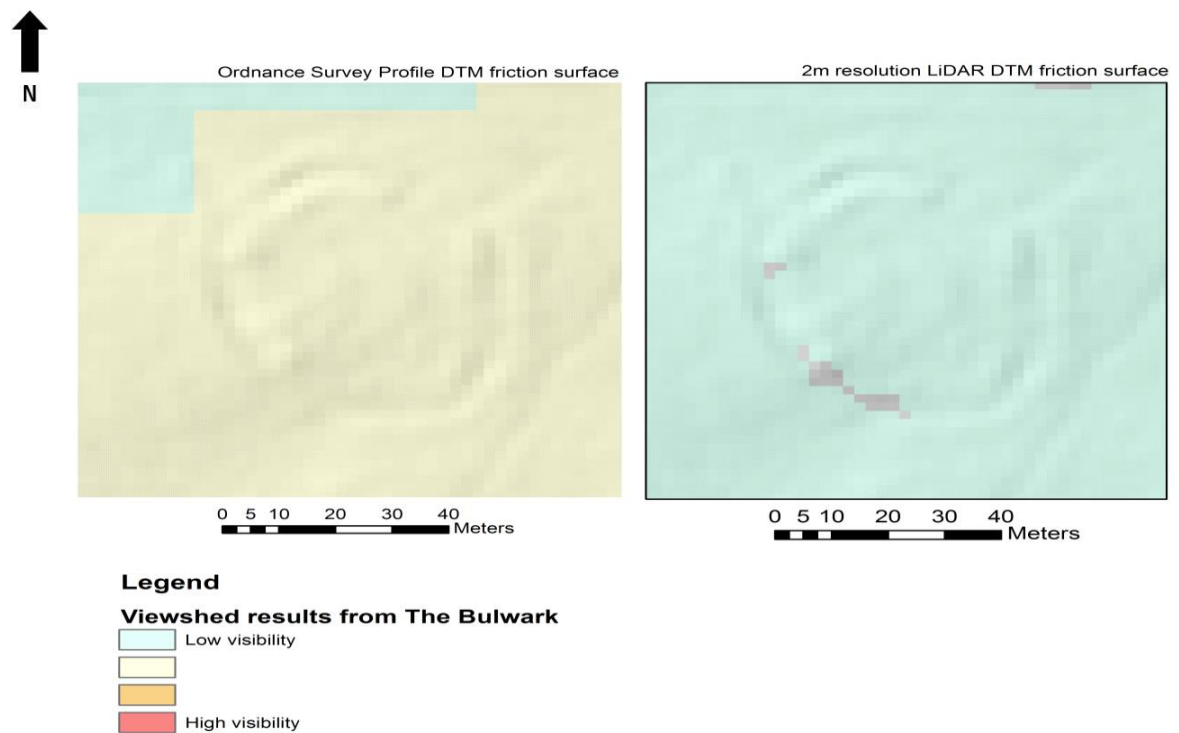 N
Ordnance Survey Profile DTM friction surface
2m resolution LiDAR DTM friction surface
0 5 10 20 30 40
Meters
0 5 10 20 30 40
Meters
Legend
Viewshed results from The Bulwark
Low visibility
High visibility